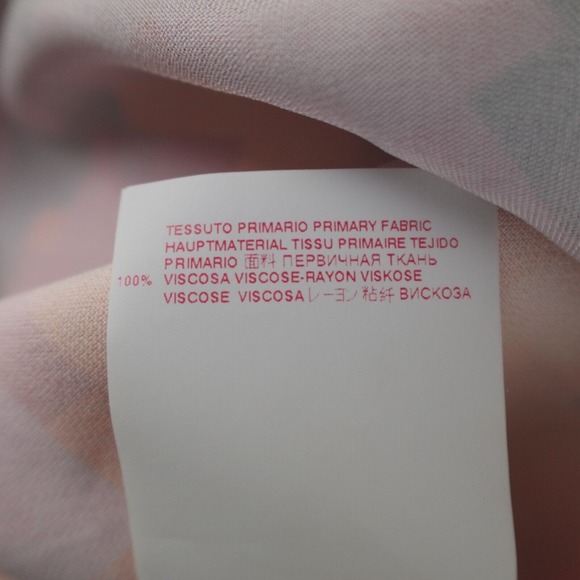 TESSUTO PRIMARIO PRIMARY FABRIC
HAUPTMATERIAL TISSU PRIMAIRE TEJIDO
PRIMARIO 面料 ПЕРВИЧНАЯ ТКАНЬ
100% VISCOSA VISCOSE-RAYON VISKOSE
VISCOSE VISCOSA レーヨン 粘纤 ВИСКОЗА